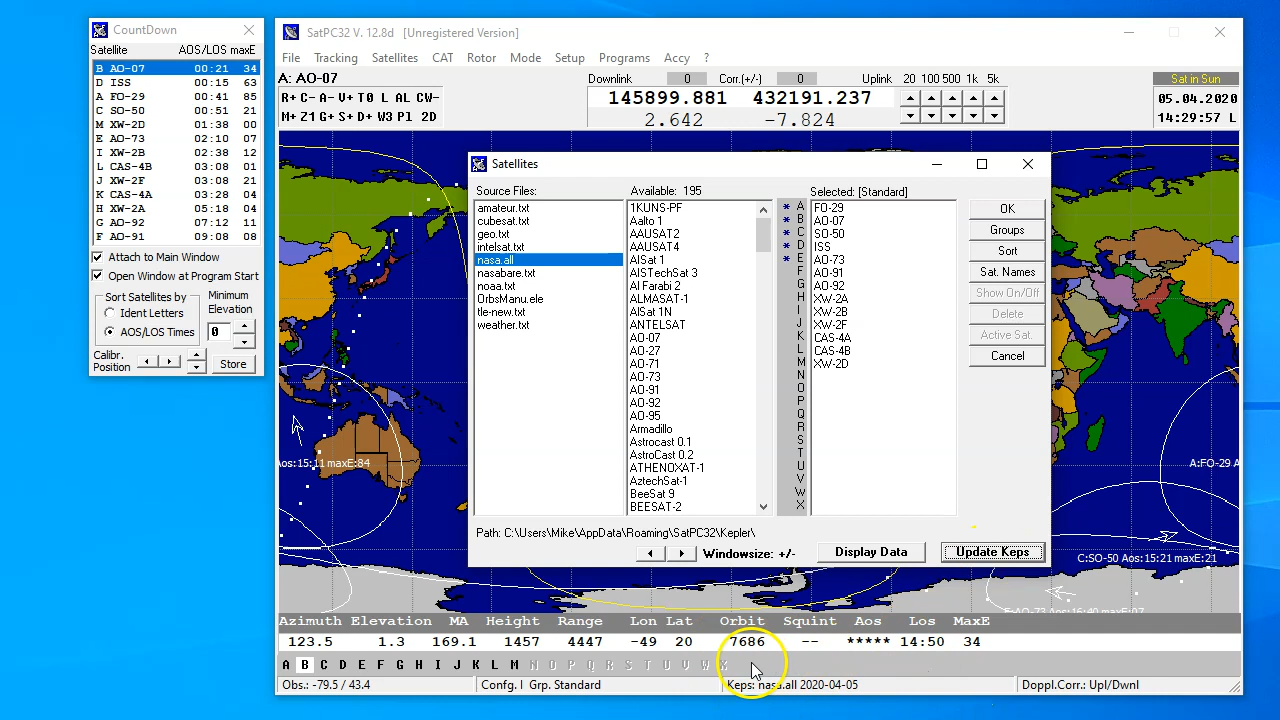 CountDown
Satellite AOS/LOS maxE
B AO-07 00:21 34
D ISS 00:15 63
A FO-29 00:41 85
C SO-50 00:51 21
M XW-2D 01:38 00
E AO-73 02:10 07
I XW-2B 02:38 12
L CAS-4B 03:08 01
J XW-2F 03:08 21
K CAS-4A 03:28 04
H XW-2A 05:18 04
G AO-92 07:12 11
F AO-91 09:08 08
Attach to Main Window
Open Window at Program Start
Sort Satellites by
Ident Letters
AOS/LOS Times
Minimum
Elevation
0
Calibr.
Position
Store
SatPC32 V. 12.8d [Unregistered Version]
File Tracking Satellites CAT Rotor Mode Setup Programs Accy ?
A: AO-07
R+ C- A- V+ T0 L AL CW-
M+ Z1 G+ S+ D+ W3 P1 2D
Downlink 0 Corr.(+/-) 0 Uplink 20 100 500 1k 5k
145899.881 432191.237
2.642 -7.824
Sat in Sun
05.04.2020
14:29:57 L
Satellites
Source Files:
amateur.txt
cubesat.txt
geo.txt
intelsat.txt
nasa.all
nasabare.txt
noaa.txt
OrbsManu.ele
tle-new.txt
weather.txt
Available: 195
1KUNS-PF
Aalto 1
AAUSAT2
AAUSAT4
AISat 1
AISTechSat 3
Al Farabi 2
ALMASAT-1
AlSat 1N
ANTELSAT
AO-07
AO-27
AO-71
AO-73
AO-91
AO-92
AO-95
Armadillo
Astrocast 0.1
AstroCast 0.2
ATHENOXAT-1
AztechSat-1
BeeSat 9
BEESAT-2
* A
* B
* C
* D
* E
F
G
H
I
J
K
L
M
N
O
P
Q
R
S
T
U
V
W
X
Selected: [Standard]
FO-29
AO-07
SO-50
ISS
AO-73
AO-91
AO-92
XW-2A
XW-2B
XW-2F
CAS-4A
CAS-4B
XW-2D
OK
Groups
Sort
Sat. Names
Show On/Off
Delete
Active Sat.
Cancel
Path: C:\Users\Mike\AppData\Roaming\SatPC32\Kepler\
Windowsize: +/-
Display Data
Update Keps
Aos:15:11 maxE:84
A:FO-29 A
C:SO-50 Aos:15:21 maxE:21
E:AO-73 Aos:16:40 maxE:07
Azimuth Elevation MA Height Range Lon Lat Orbit Squint Aos Los MaxE
123.5 1.3 169.1 1457 4447 -49 20 7686 -- ***** 14:50 34
A B C D E F G H I J K L M N O P Q R S T U V W X
Obs.: -79.5 / 43.4
Confg. I Grp. Standard
Keps: nasa.all 2020-04-05
Doppl.Corr.: Upl/Dwnl